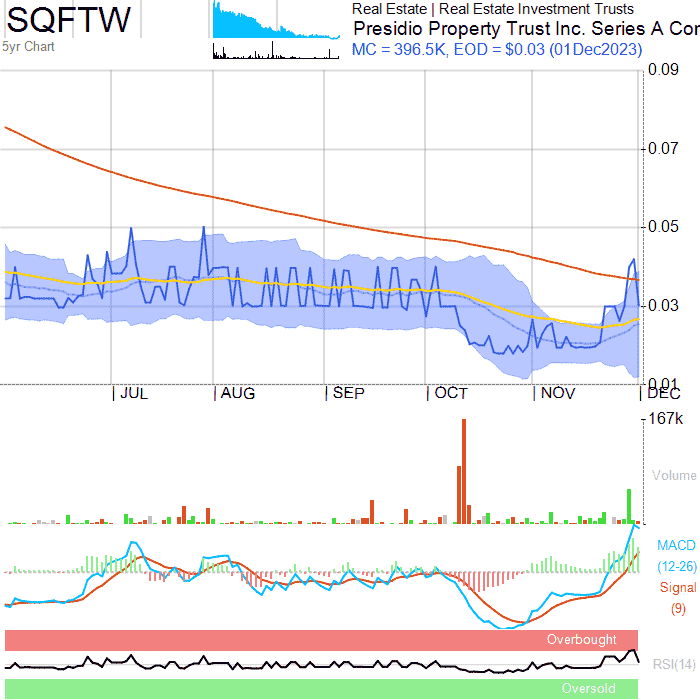 SQFTW
5yr Chart
Real Estate | Real Estate Investment Trusts
Presidio Property Trust Inc. Series A Cor
MC = 396.5K, EOD = $0.03 (01Dec2023)
0.09
0.07
0.05
0.03
0.01
JUL
AUG
SEP
OCT
NOV
DEC
167k
Volume
MACD
(12-26)
Signal
(9)
Overbought
RSI(14)
Oversold